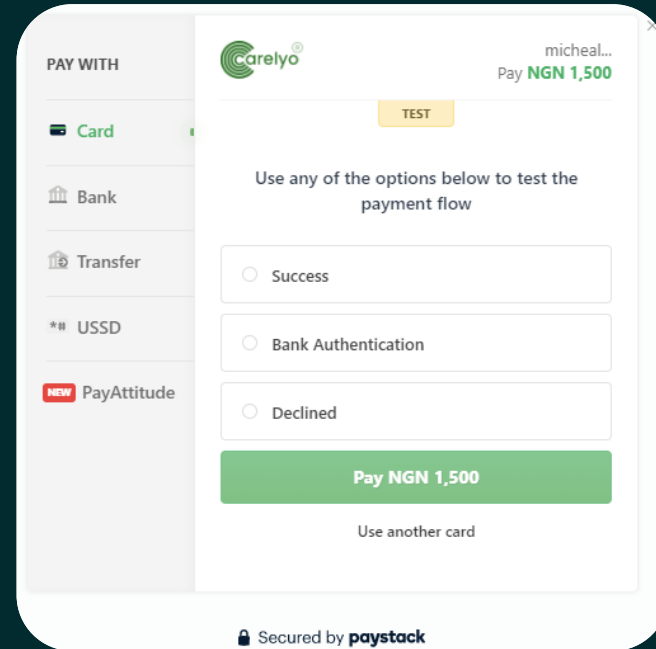 PAY WITH
Card
Bank
Transfer
*# USSD
NEW PayAttitude
Carelyo ®
micheal...
Pay NGN 1,500
TEST
Use any of the options below to test the
payment flow
Success
Bank Authentication
Declined
Pay NGN 1,500
Use another card
Secured by paystack